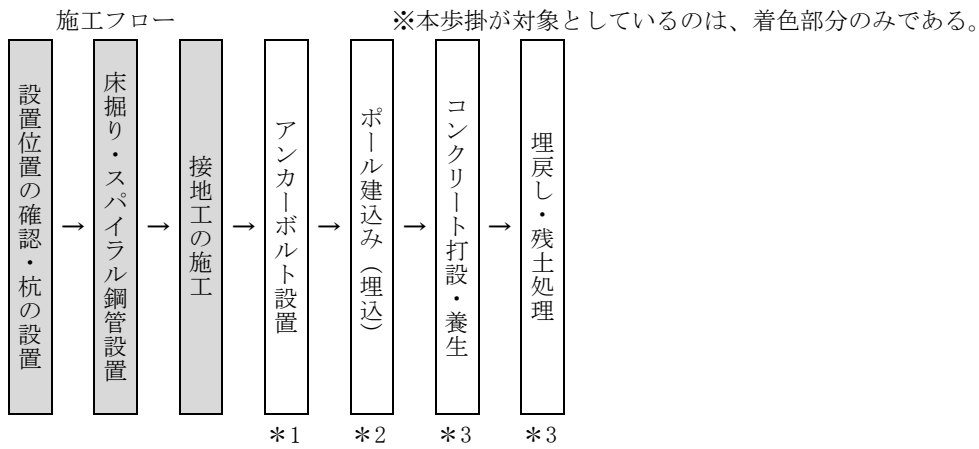 施工フロー
※本歩掛が対象としているのは、着色部分のみである。
設置位置の確認・杭の設置
→
床掘り・スパイラル鋼管設置
→
接地工の施工
→
アンカーボルト設置
→
ポール建込み（埋込）
→
コンクリート打設・養生
→
埋戻し・残土処理
＊1
＊2
＊3
＊3